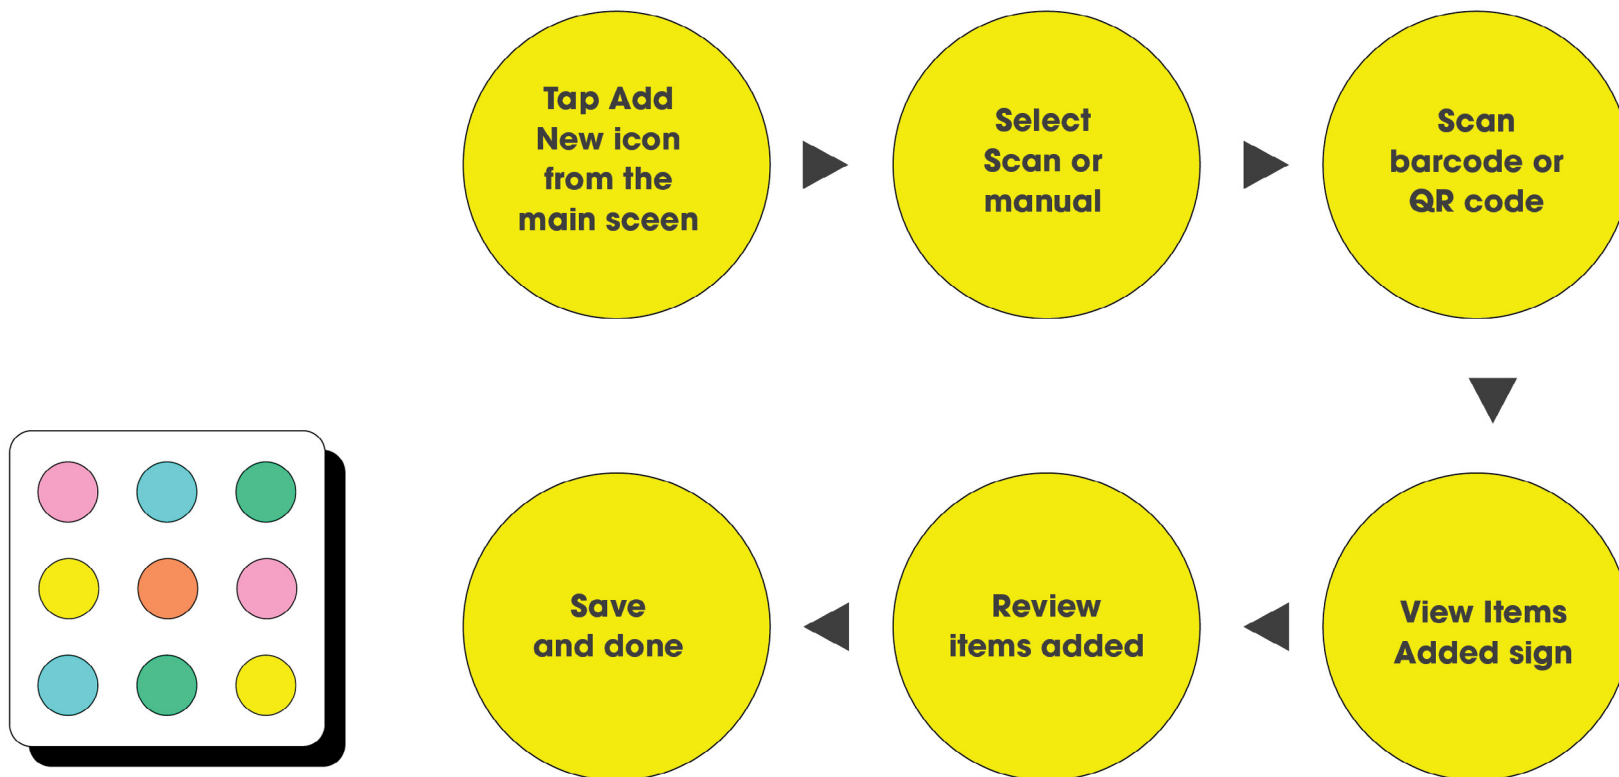 Tap Add
New icon
from the
main sceen
Select
Scan or
manual
Scan
barcode or
QR code
View Items
Added sign
Review
items added
Save
and done